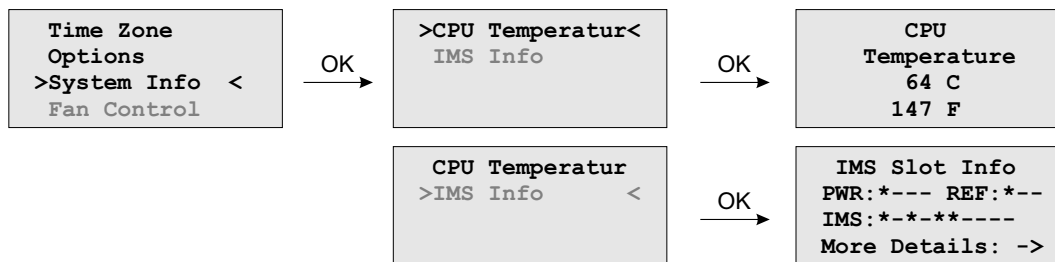 Time Zone
Options
>System Info <
Fan Control
OK
>CPU Temperatur<
IMS Info
OK
CPU
Temperature
64 C
147 F
CPU Temperatur
>IMS Info <
OK
IMS Slot Info
PWR:*--- REF:*--
IMS:*-*-**----
More Details: ->